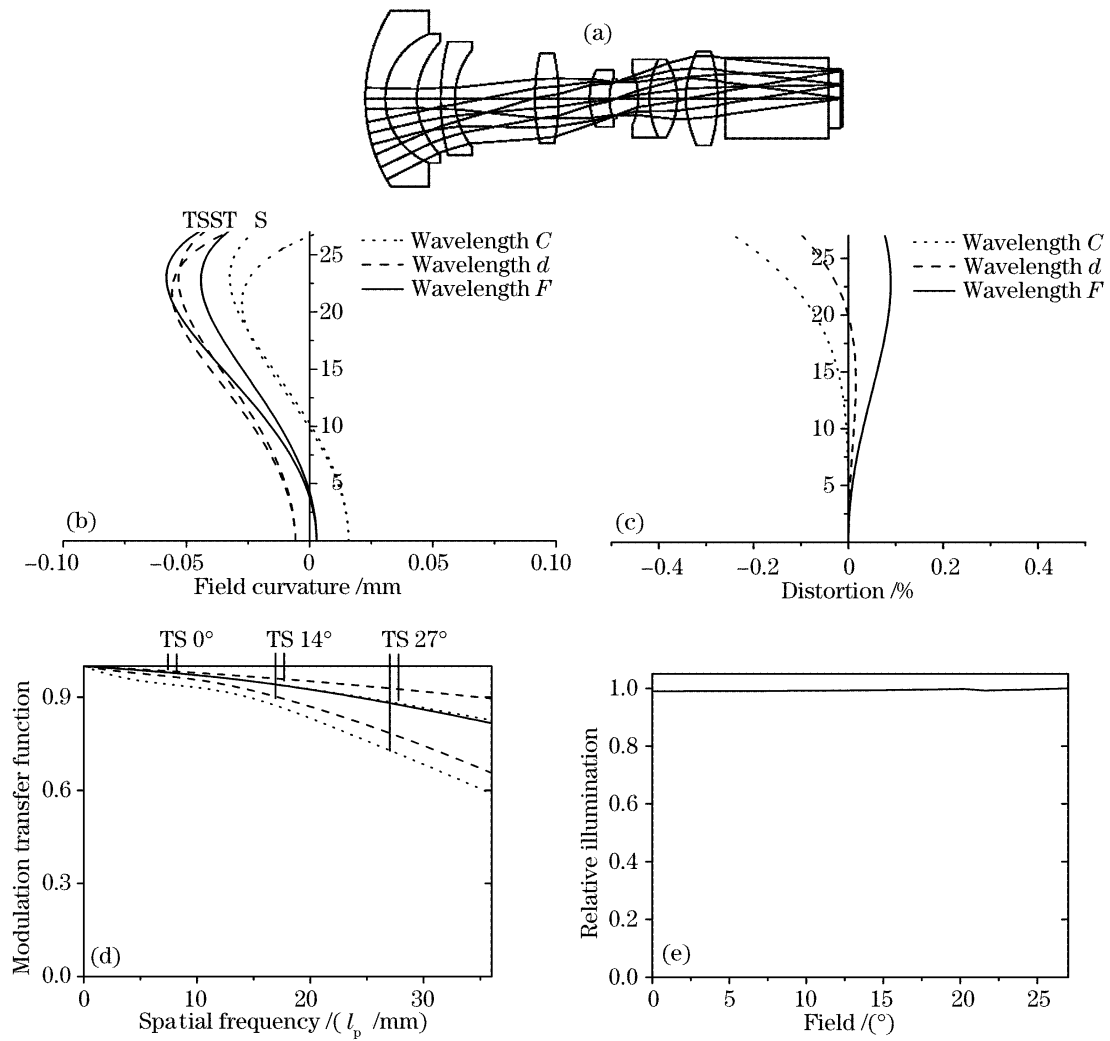 (a)
TSST S
Wavelength C
Wavelength d
Wavelength F
25
20
15
10
5
(b)
−0.10 −0.05 0 0.05 0.10
Field curvature /mm
Wavelength C
Wavelength d
Wavelength F
25
20
15
10
5
(c)
−0.4 −0.2 0 0.2 0.4
Distortion /%
TS 0° TS 14° TS 27°
0.9
0.6
0.3
0.0
Modulation transfer function
(d)
0 10 20 30
Spatial frequency /( lp /mm)
1.0
0.8
0.6
0.4
0.2
0.0
Relative illumination
(e)
0 5 10 15 20 25
Field /(°)